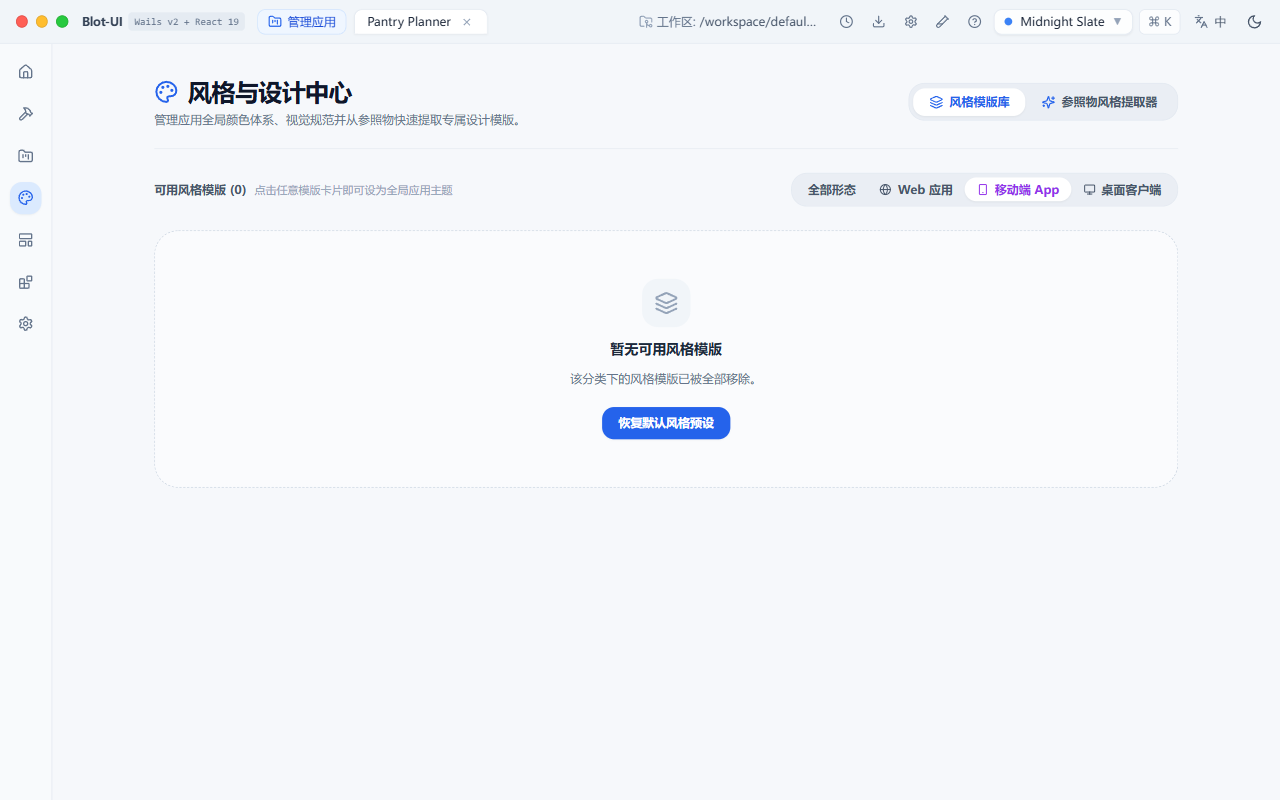 Blot-UI Wails v2 + React 19 管理应用 Pantry Planner 工作区: /workspace/defaul... Midnight Slate ⌘ K 中
风格与设计中心
管理应用全局颜色体系、视觉规范并从参照物快速提取专属设计模版。
风格模版库 参照物风格提取器
可用风格模版 (0) 点击任意模版卡片即可设为全局应用主题
全部形态 Web 应用 移动端 App 桌面客户端
暂无可用风格模版
该分类下的风格模版已被全部移除。
恢复默认风格预设